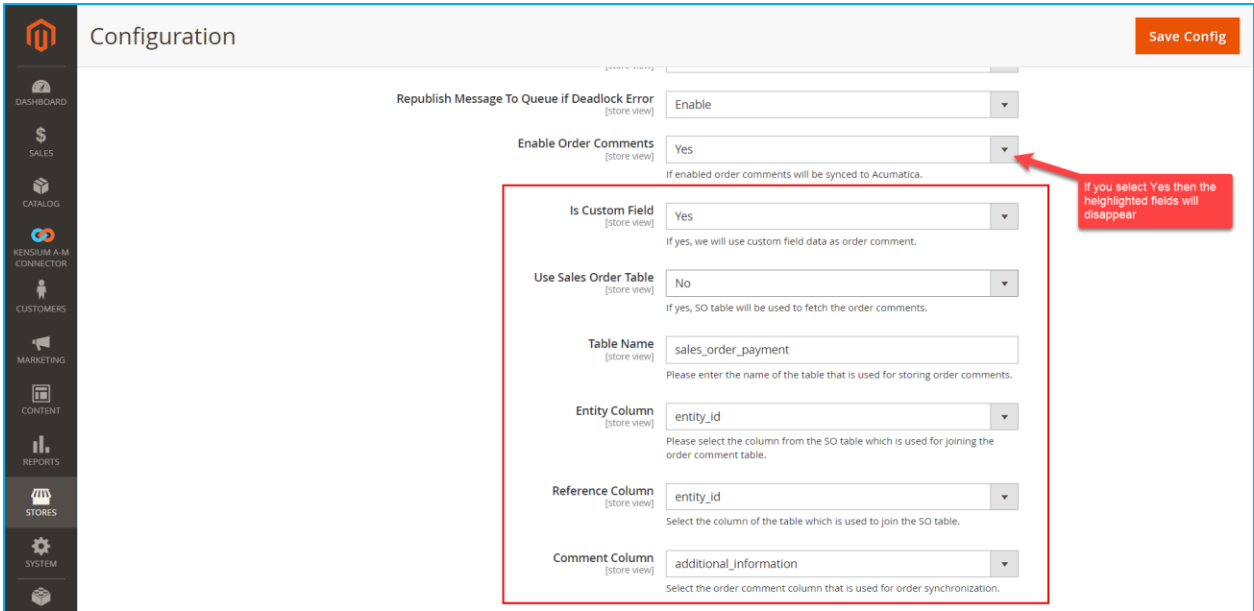 Configuration
Save Config
DASHBOARD
SALES
CATALOG
KENSIUM A-M
CONNECTOR
CUSTOMERS
MARKETING
CONTENT
REPORTS
STORES
SYSTEM
[store view]
Republish Message To Queue if Deadlock Error
[store view]
Enable
Enable Order Comments
[store view]
Yes
If enabled order comments will be synced to Acumatica.
If you select Yes then the
heighlighted fields will
disappear
Is Custom Field
[store view]
Yes
If yes, we will use custom field data as order comment.
Use Sales Order Table
[store view]
No
If yes, SO table will be used to fetch the order comments.
Table Name
[store view]
sales_order_payment
Please enter the name of the table that is used for storing order comments.
Entity Column
[store view]
entity_id
Please select the column from the SO table which is used for joining the
order comment table.
Reference Column
[store view]
entity_id
Select the column of the table which is used to join the SO table.
Comment Column
[store view]
additional_information
Select the order comment column that is used for order synchronization.